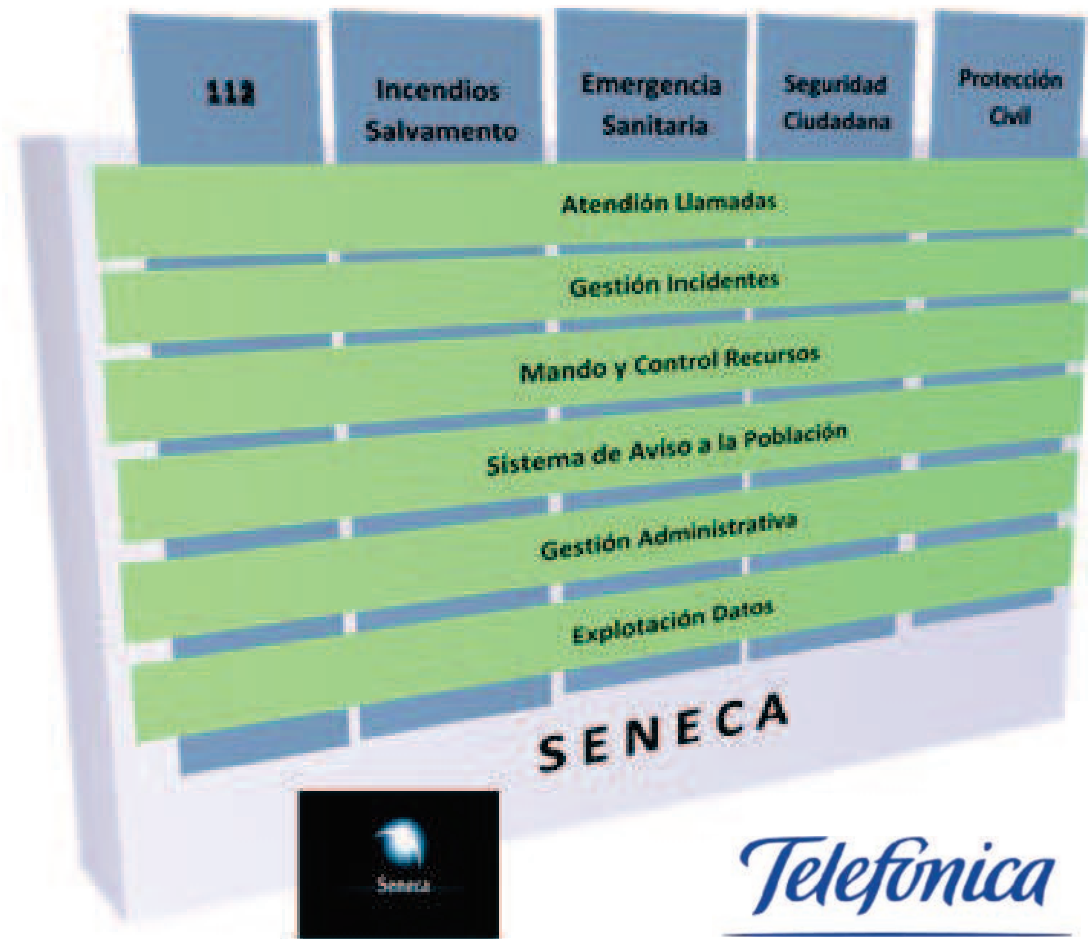 112
Incendios
Salvamento
Emergencia
Sanitaria
Seguridad
Ciudadana
Protección
Civil
Atendión Llamadas
Gestión Incidentes
Mando y Control Recursos
Sistema de Aviso a la Población
Gestión Administrativa
Explotación Datos
SENECA
Seneca
Telefónica